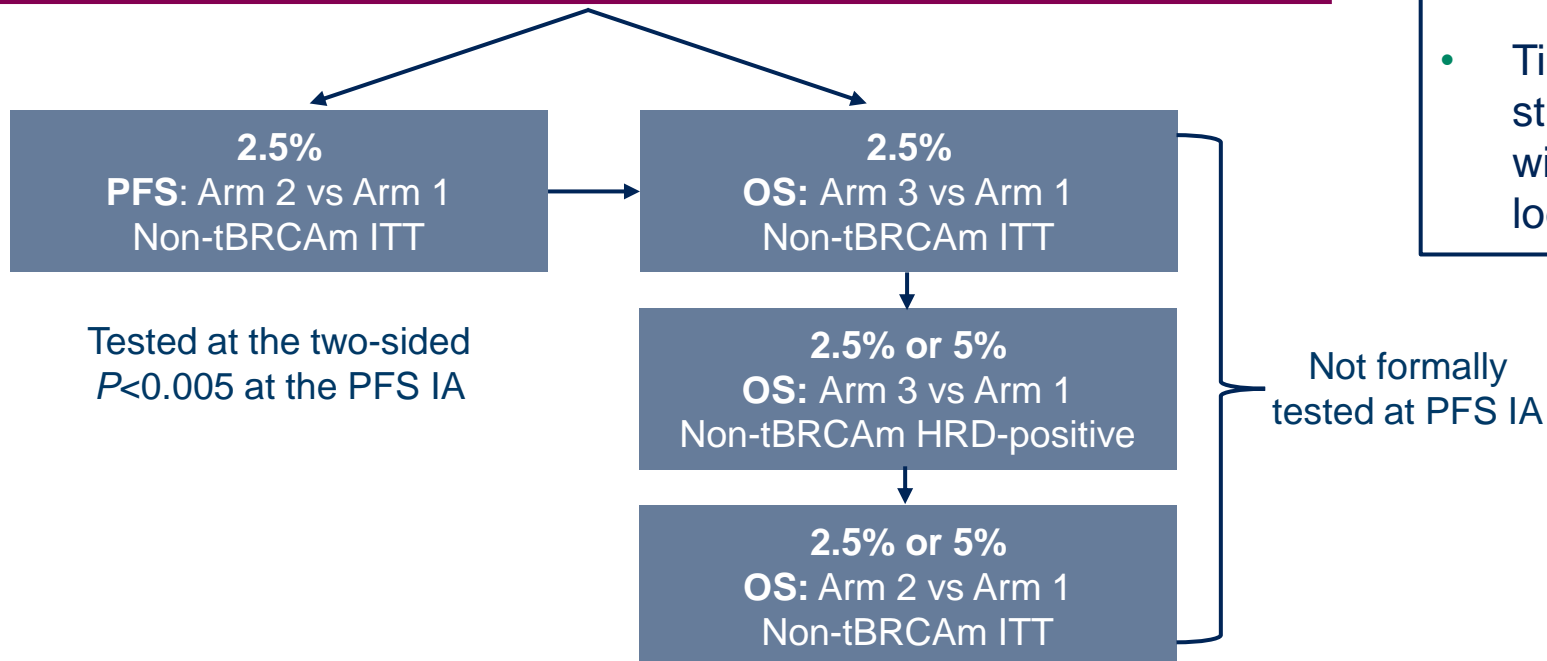 2.5%
PFS: Arm 2 vs Arm 1
Non-tBRCAm ITT
2.5%
OS: Arm 3 vs Arm 1
Non-tBRCAm ITT
Tested at the two-sided
P<0.005 at the PFS IA
2.5% or 5%
OS: Arm 3 vs Arm 1
Non-tBRCAm HRD-positive
2.5% or 5%
OS: Arm 2 vs Arm 1
Non-tBRCAm ITT
Not formally
tested at PFS IA